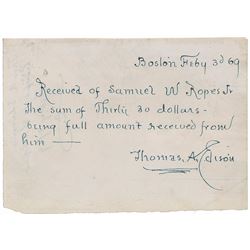 Boston Feby 3d 69
Received of Samuel W Ropes Jr
The sum of Thirty 30 dollars-
being full amount received from
him —
Thomas. A. Edison